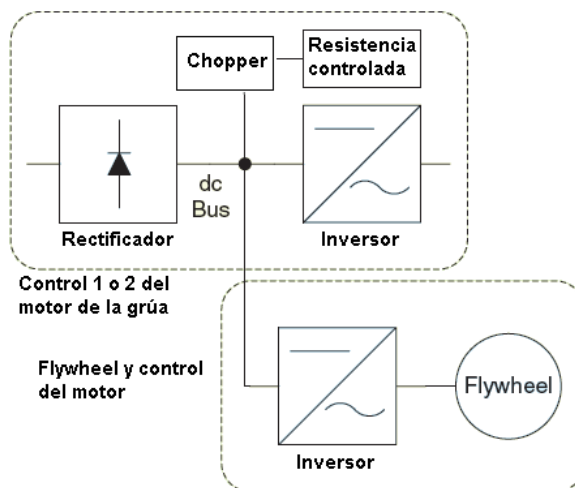 Chopper
Resistencia
controlada
dc
Bus
Rectificador
Inversor
Control 1 o 2 del
motor de la grúa
Flywheel y control
del motor
Flywheel
Inversor